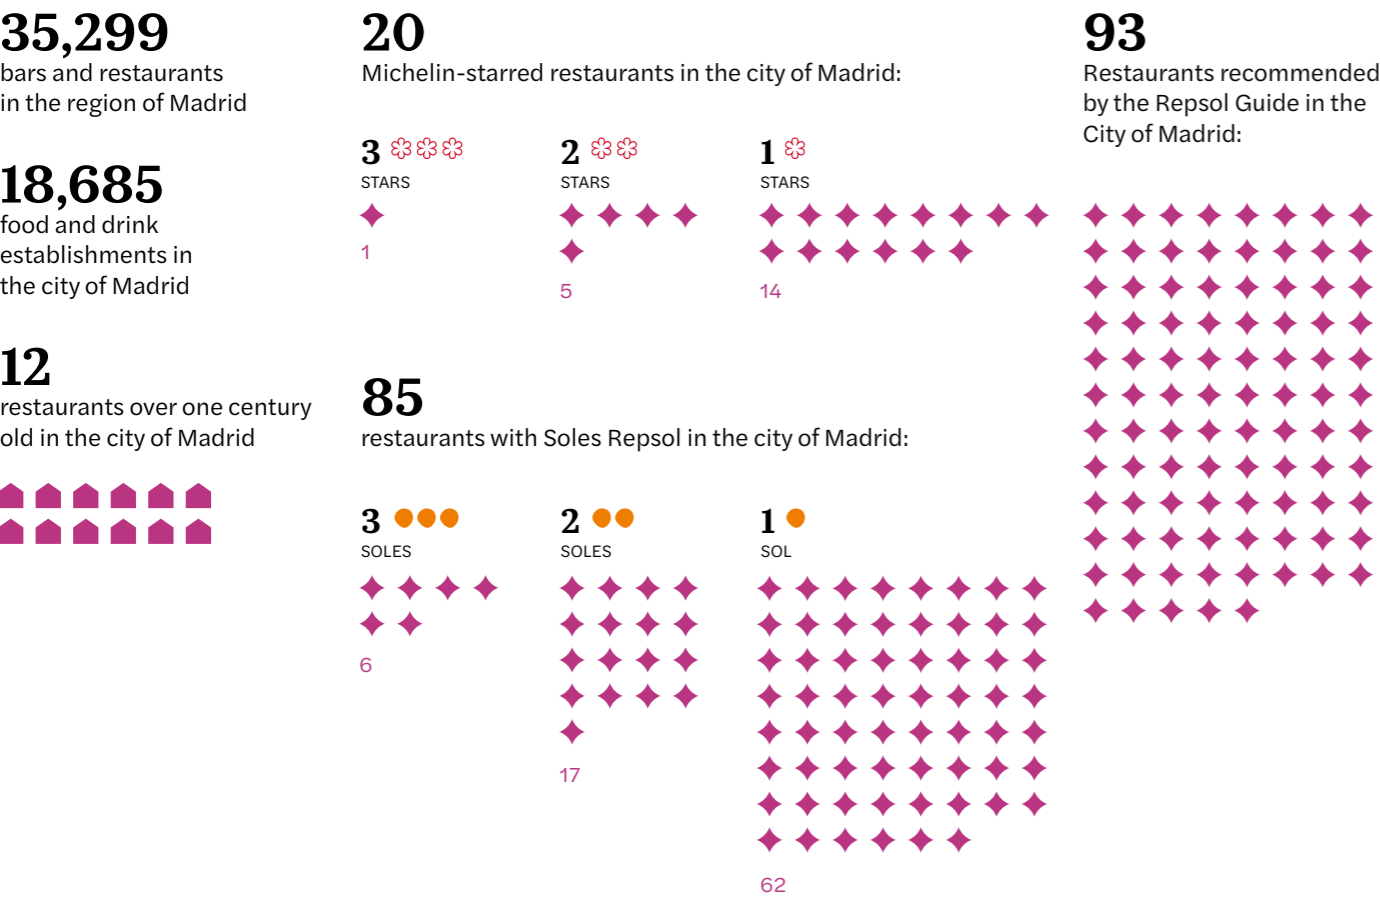 35,299
bars and restaurants
in the region of Madrid
18,685
food and drink
establishments in
the city of Madrid
12
restaurants over one century
old in the city of Madrid
20
Michelin-starred restaurants in the city of Madrid:
3
STARS
1
2
STARS
5
1
STARS
14
85
restaurants with Soles Repsol in the city of Madrid:
3
SOLES
6
2
SOLES
17
1
SOL
62
93
Restaurants recommended
by the Repsol Guide in the
City of Madrid: